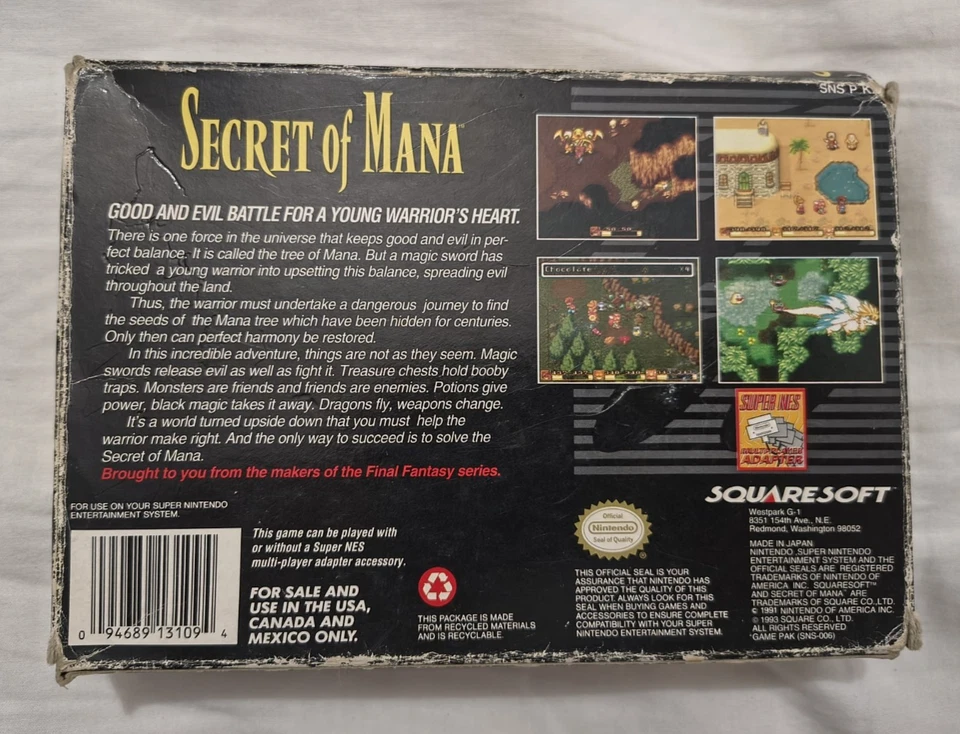 SNS P K
SECRET of MANA™
GOOD AND EVIL BATTLE FOR A YOUNG WARRIOR'S HEART.
There is one force in the universe that keeps good and evil in per-
fect balance. It is called the tree of Mana. But a magic sword has
tricked a young warrior into upsetting this balance, spreading evil
throughout the land.
Thus, the warrior must undertake a dangerous journey to find
the seeds of the Mana tree which have been hidden for centuries.
Only then can perfect harmony be restored.
In this incredible adventure, things are not as they seem. Magic
swords release evil as well as fight it. Treasure chests hold booby
traps. Monsters are friends and friends are enemies. Potions give
power, black magic takes it away. Dragons fly, weapons change.
It's a world turned upside down that you must help the
warrior make right. And the only way to succeed is to solve the
Secret of Mana.
Brought to you from the makers of the Final Fantasy series.
Chocolate
SUPER NES
MULTI-PLAYER
ADAPTER
FOR USE ON YOUR SUPER NINTENDO
ENTERTAINMENT SYSTEM.
0 94689 13109 4
This game can be played with
or without a Super NES
multi-player adapter accessory.
FOR SALE AND
USE IN THE USA,
CANADA AND
MEXICO ONLY.
THIS PACKAGE IS MADE
FROM RECYCLED MATERIALS
AND IS RECYCLABLE.
Official
Nintendo
Seal of Quality
THIS OFFICIAL SEAL IS YOUR
ASSURANCE THAT NINTENDO HAS
APPROVED THE QUALITY OF THIS
PRODUCT. ALWAYS LOOK FOR THIS
SEAL WHEN BUYING GAMES AND
ACCESSORIES TO ENSURE COMPLETE
COMPATIBILITY WITH YOUR SUPER
NINTENDO ENTERTAINMENT SYSTEM.
SQUARESOFT™
Westpark G-1
8351 154th Ave., N.E.
Redmond, Washington 98052
MADE IN JAPAN
NINTENDO, SUPER NINTENDO
ENTERTAINMENT SYSTEM AND THE
OFFICIAL SEALS ARE REGISTERED
TRADEMARKS OF NINTENDO OF
AMERICA INC. SQUARESOFT™
AND SECRET OF MANA™ ARE
TRADEMARKS OF SQUARE CO.,LTD.
© 1991 NINTENDO OF AMERICA INC.
© 1993 SQUARE CO., LTD.
ALL RIGHTS RESERVED
*GAME PAK (SNS-006)